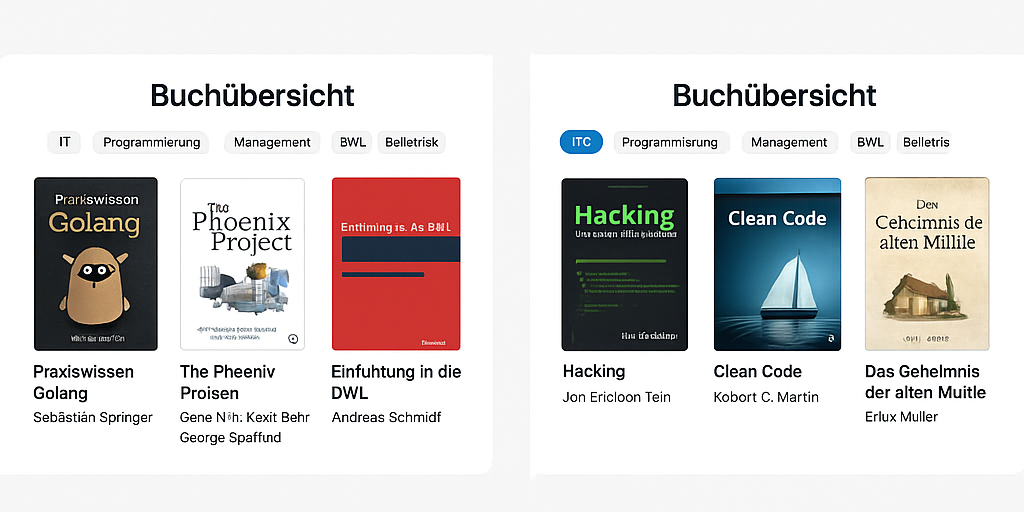 Buchübersicht
IT
Programmierung
Management
BWL
Belletrisk
Prarkswisson
Golang
The
Phoenix
Project
Entfiming is. As BWL
Praxiswissen
Golang
Sebāstián Springer
The Pheeniv
Proisen
Gene Kexit Behr
George Spaffund
Einfuhtung in die
DWL
Andreas Schmidf
Buchübersicht
ITC
Programmisrung
Management
BWL
Belletris
Hacking
Clean Code
Den
Cehcimnis de
alten Millile
Hacking
Jon Ericloon Tein
Clean Code
Kobort C. Martin
Das Gehelmnis
der alten Muitle
Erlux Muller